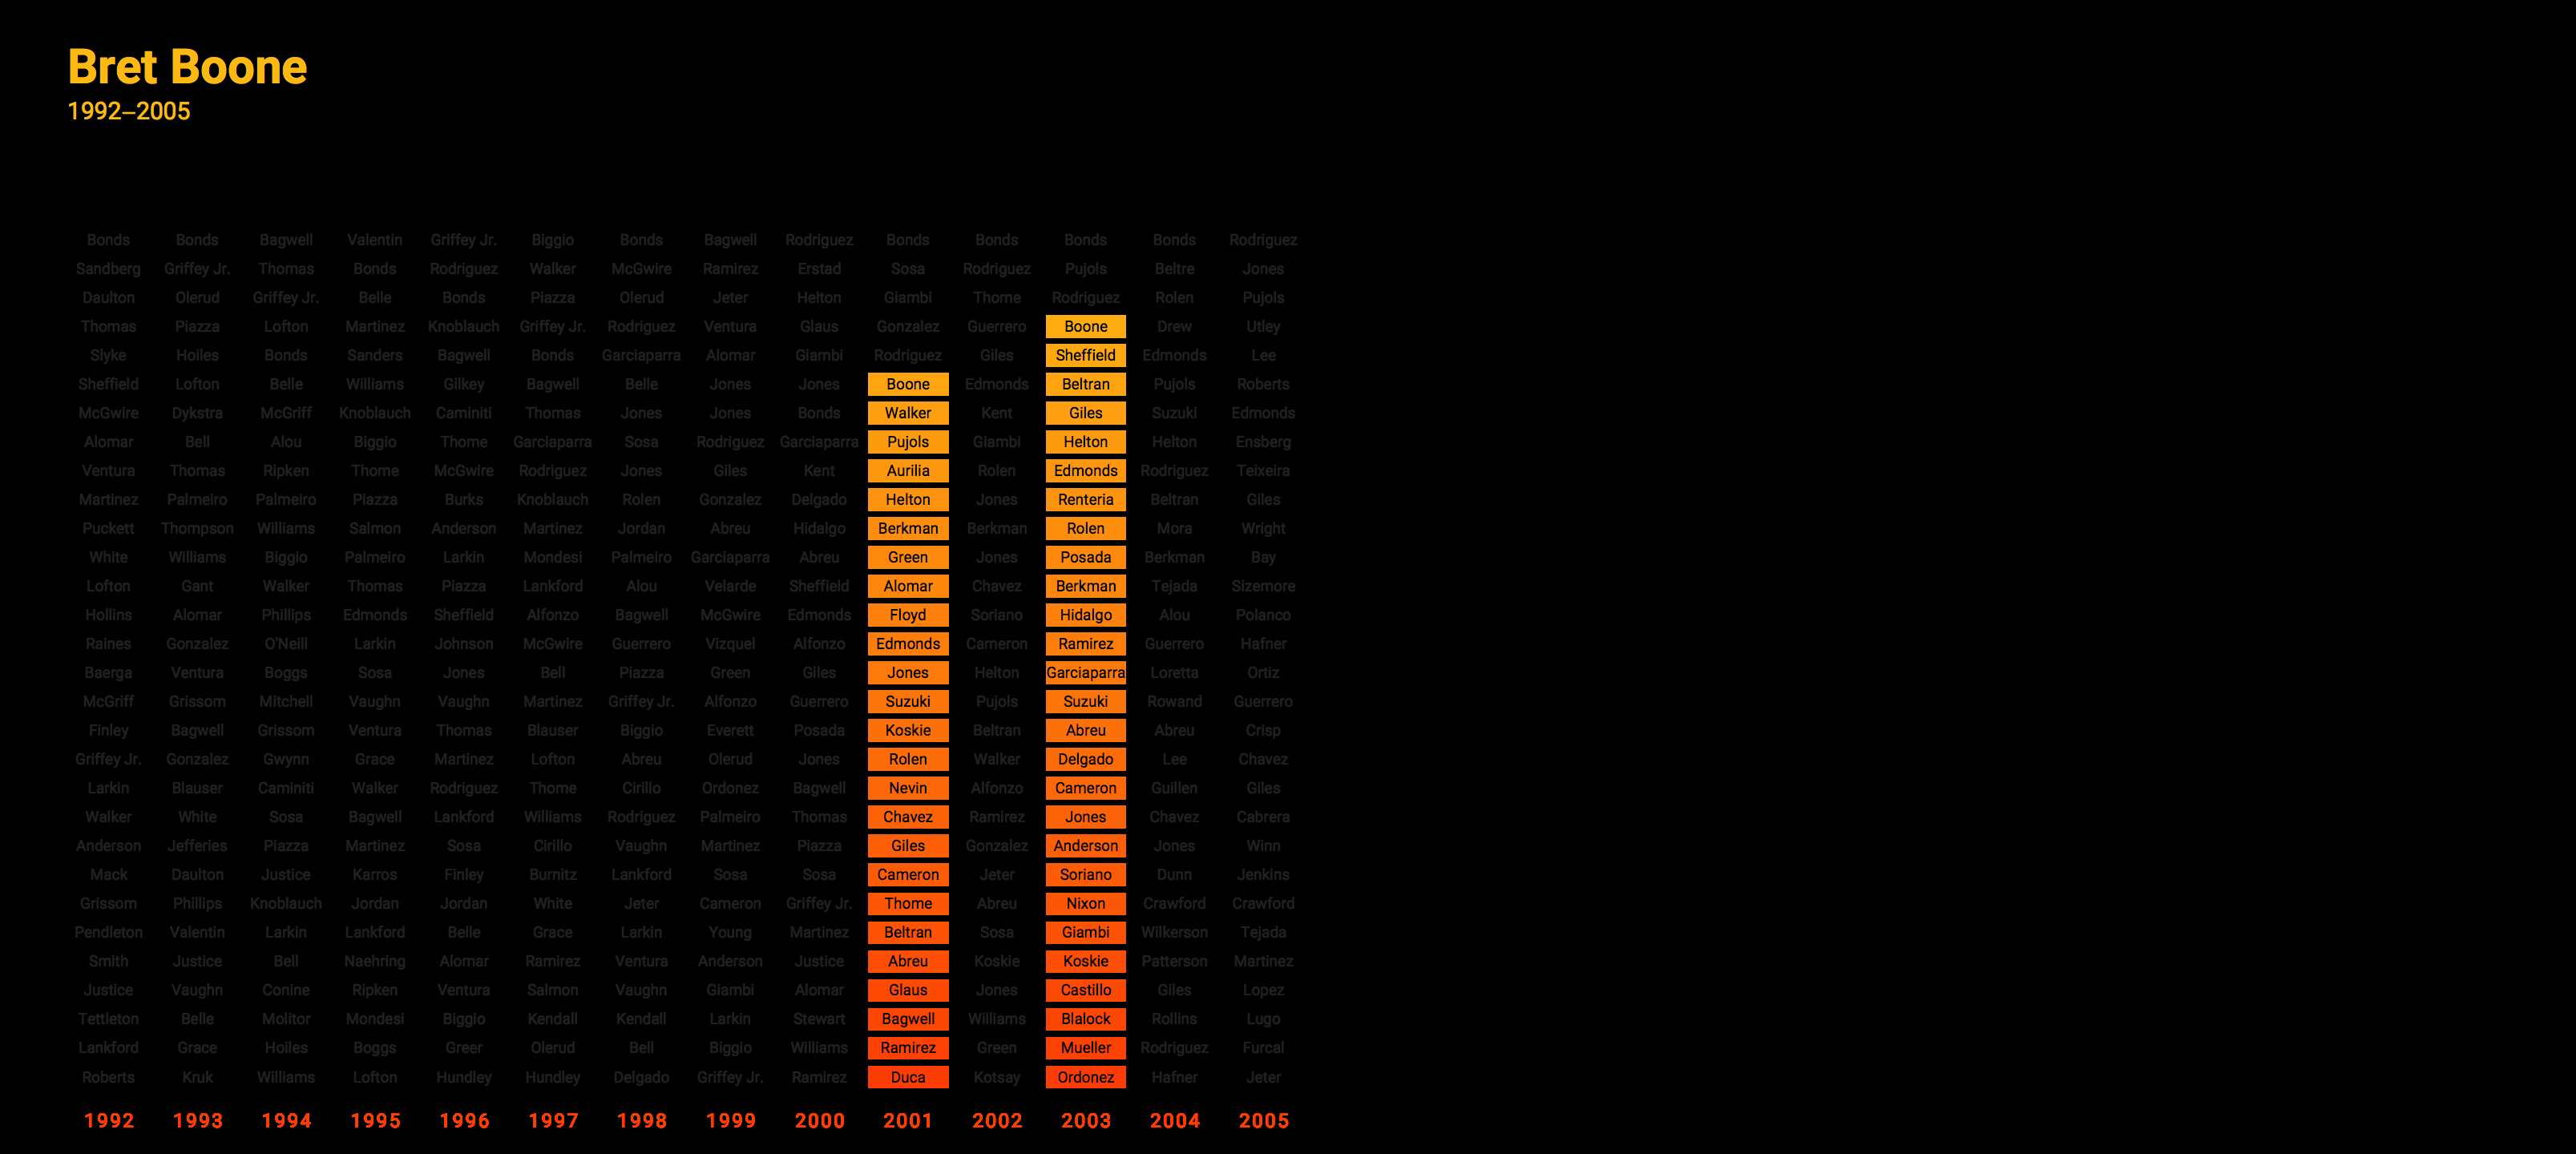 Bret Boone
1992–2005
Bonds Bonds Bagwell Valentin Griffey Jr. Biggio Bonds Bagwell Rodriguez Bonds Bonds Bonds Bonds Rodriguez
Sandberg Griffey Jr. Thomas Bonds Rodriguez Walker McGwire Ramirez Erstad Sosa Rodriguez Pujols Beltre Jones
Daulton Olerud Griffey Jr. Belle Bonds Piazza Olerud Jeter Helton Giambi Thome Rodriguez Rolen Pujols
Thomas Piazza Lofton Martinez Knoblauch Griffey Jr. Rodriguez Ventura Glaus Gonzalez Guerrero Boone Drew Utley
Slyke Hoiles Bonds Sanders Bagwell Bonds Garciaparra Alomar Giambi Rodriguez Giles Sheffield Edmonds Lee
Sheffield Lofton Belle Williams Gilkey Bagwell Belle Jones Jones Boone Edmonds Beltran Pujols Roberts
McGwire Dykstra McGriff Knoblauch Caminiti Thomas Jones Jones Bonds Walker Kent Giles Suzuki Edmonds
Alomar Bell Alou Biggio Thome Garciaparra Sosa Rodriguez Garciaparra Pujols Giambi Helton Helton Ensberg
Ventura Thomas Ripken Thome McGwire Rodriguez Jones Giles Kent Aurilia Rolen Edmonds Rodriguez Teixeira
Martinez Palmeiro Palmeiro Piazza Burks Knoblauch Rolen Gonzalez Delgado Helton Jones Renteria Beltran Giles
Puckett Thompson Williams Salmon Anderson Martinez Jordan Abreu Hidalgo Berkman Berkman Rolen Mora Wright
White Williams Biggio Palmeiro Larkin Mondesi Palmeiro Garciaparra Abreu Green Jones Posada Berkman Bay
Lofton Gant Walker Thomas Piazza Lankford Alou Velarde Sheffield Alomar Chavez Berkman Tejada Sizemore
Hollins Alomar Phillips Edmonds Sheffield Alfonzo Bagwell McGwire Edmonds Floyd Soriano Hidalgo Alou Polanco
Raines Gonzalez O'Neill Larkin Johnson McGwire Guerrero Vizquel Alfonzo Edmonds Cameron Ramirez Guerrero Hafner
Baerga Ventura Boggs Sosa Jones Bell Piazza Green Giles Jones Helton Garciaparra Loretta Ortiz
McGriff Grissom Mitchell Vaughn Vaughn Martinez Griffey Jr. Alfonzo Guerrero Suzuki Pujols Suzuki Rowand Guerrero
Finley Bagwell Grissom Ventura Thomas Blauser Biggio Everett Posada Koskie Beltran Abreu Abreu Crisp
Griffey Jr. Gonzalez Gwynn Grace Martinez Lofton Abreu Olerud Jones Rolen Walker Delgado Lee Chavez
Larkin Blauser Caminiti Walker Rodriguez Thome Cirillo Ordonez Bagwell Nevin Alfonzo Cameron Guillen Giles
Walker White Sosa Bagwell Lankford Williams Rodriguez Palmeiro Thomas Chavez Ramirez Jones Chavez Cabrera
Anderson Jefferies Piazza Martinez Sosa Cirillo Vaughn Martinez Piazza Giles Gonzalez Anderson Jones Winn
Mack Daulton Justice Karros Finley Burnitz Lankford Sosa Sosa Cameron Jeter Soriano Dunn Jenkins
Grissom Phillips Knoblauch Jordan Jordan White Jeter Cameron Griffey Jr. Thome Abreu Nixon Crawford Crawford
Pendleton Valentin Larkin Lankford Belle Grace Larkin Young Martinez Beltran Sosa Giambi Wilkerson Tejada
Smith Justice Bell Naehring Alomar Ramirez Ventura Anderson Justice Abreu Koskie Koskie Patterson Martinez
Justice Vaughn Conine Ripken Ventura Salmon Vaughn Giambi Alomar Glaus Jones Castillo Giles Lopez
Tettleton Belle Molitor Mondesi Biggio Kendall Kendall Larkin Stewart Bagwell Williams Blalock Rollins Lugo
Lankford Grace Hoiles Boggs Greer Olerud Bell Biggio Williams Ramirez Green Mueller Rodriguez Furcal
Roberts Kruk Williams Lofton Hundley Hundley Delgado Griffey Jr. Ramirez Duca Kotsay Ordonez Hafner Jeter
1992 1993 1994 1995 1996 1997 1998 1999 2000 2001 2002 2003 2004 2005